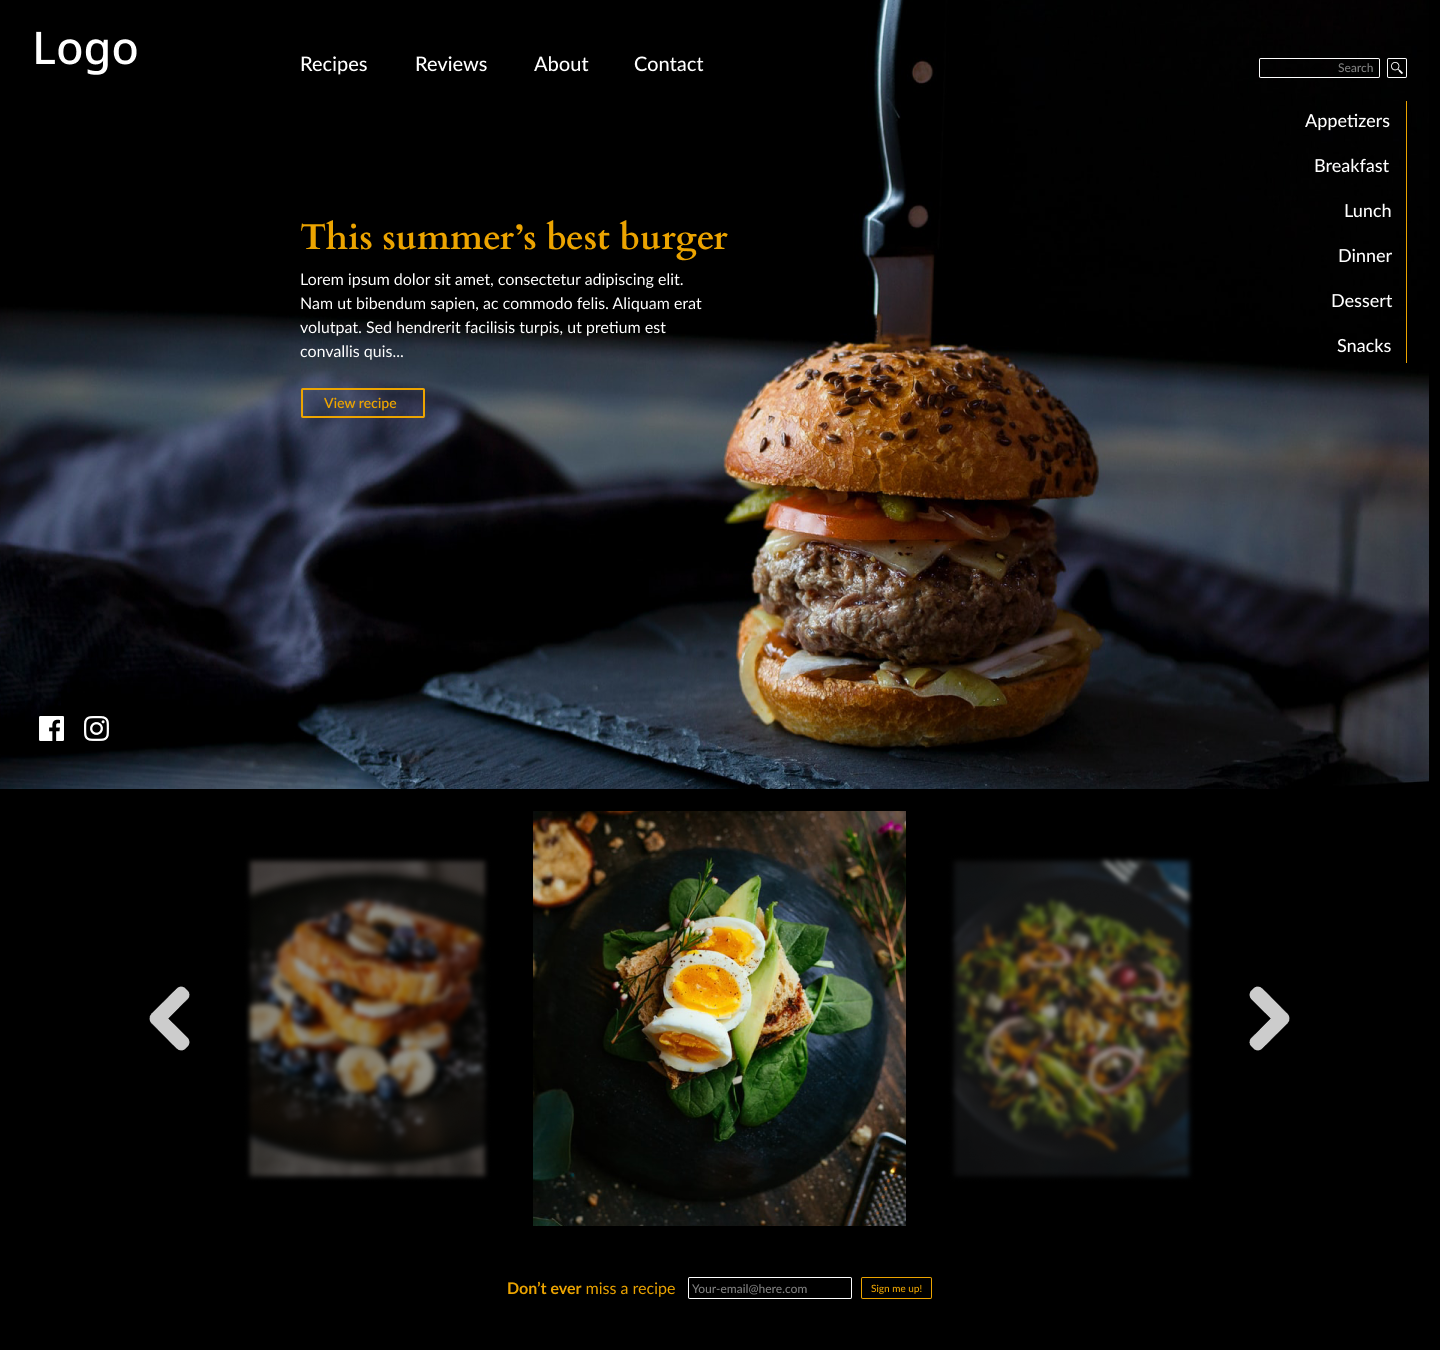 Logo
Recipes Reviews About Contact
Search
Appetizers
Breakfast
Lunch
Dinner
Dessert
Snacks
This summer’s best burger
Lorem ipsum dolor sit amet, consectetur adipiscing elit.
Nam ut bibendum sapien, ac commodo felis. Aliquam erat
volutpat. Sed hendrerit facilisis turpis, ut pretium est
convallis quis...
View recipe
Don’t ever miss a recipe Your-email@here.com Sign me up!